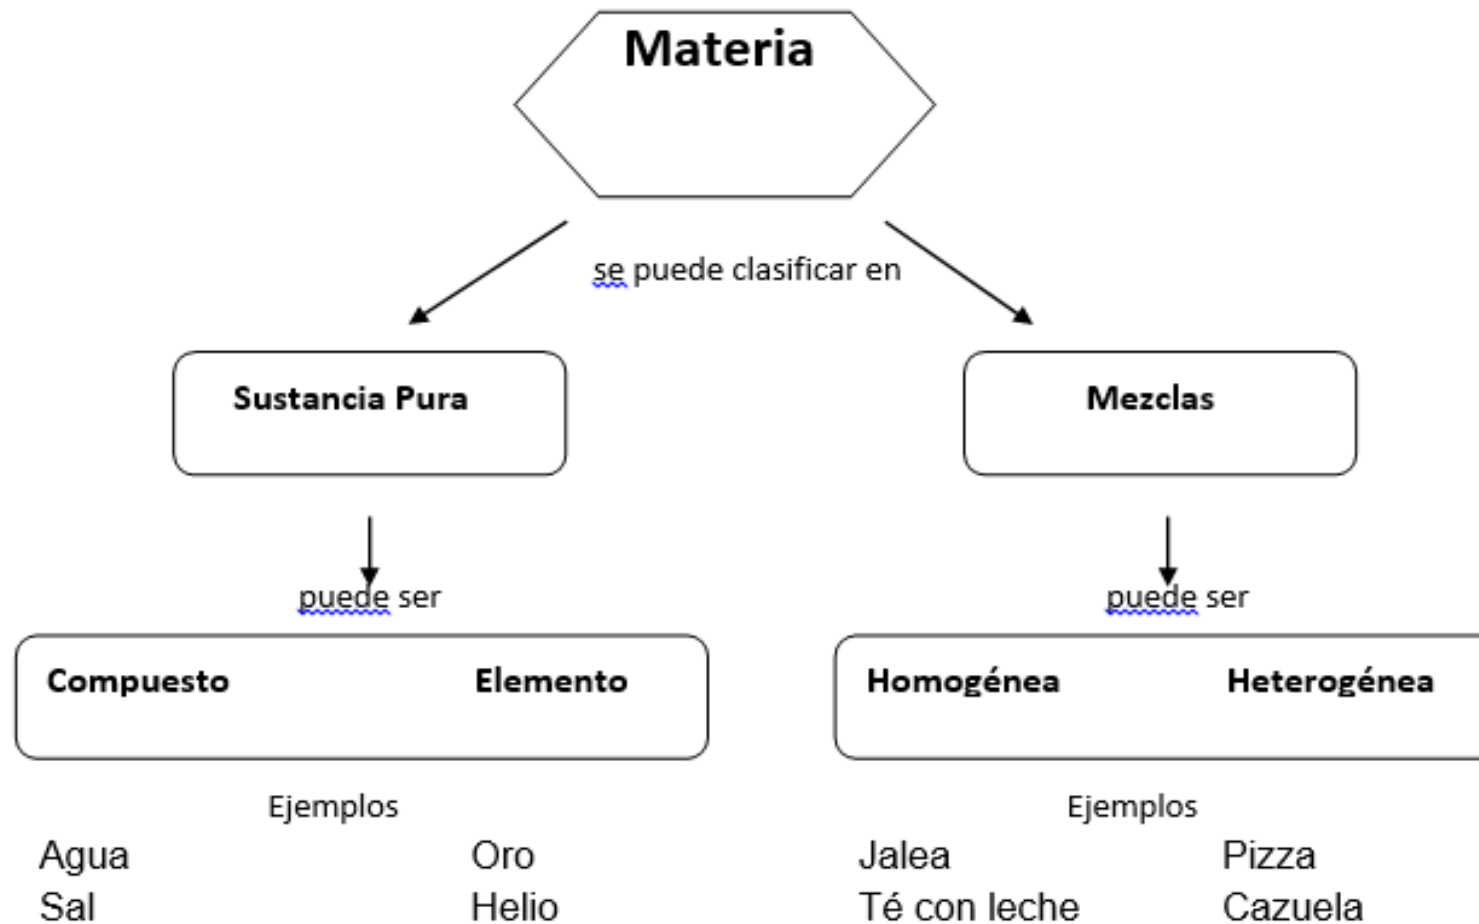 Materia
se puede clasificar en
Sustancia Pura
Mezclas
puede ser
puede ser
Compuesto Elemento
Homogénea Heterogénea
Ejemplos
Ejemplos
Agua Oro
Jalea Pizza
Sal Helio
Té con leche Cazuela